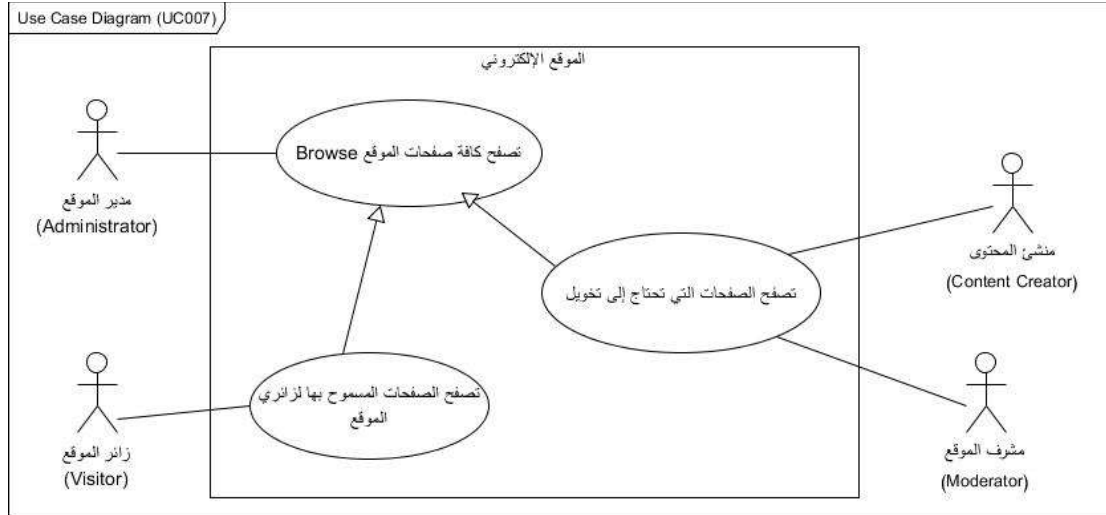 Use Case Diagram (UC007)
الموقع الإلكتروني
تصفح كافة صفحات الموقع Browse
مدير الموقع
(Administrator)
منشئ المحتوى
(Content Creator)
تصفح الصفحات التي تحتاج إلى تخويل
تصفح الصفحات المسموح بها لزائري
الموقع
زائر الموقع
(Visitor)
مشرف الموقع
(Moderator)